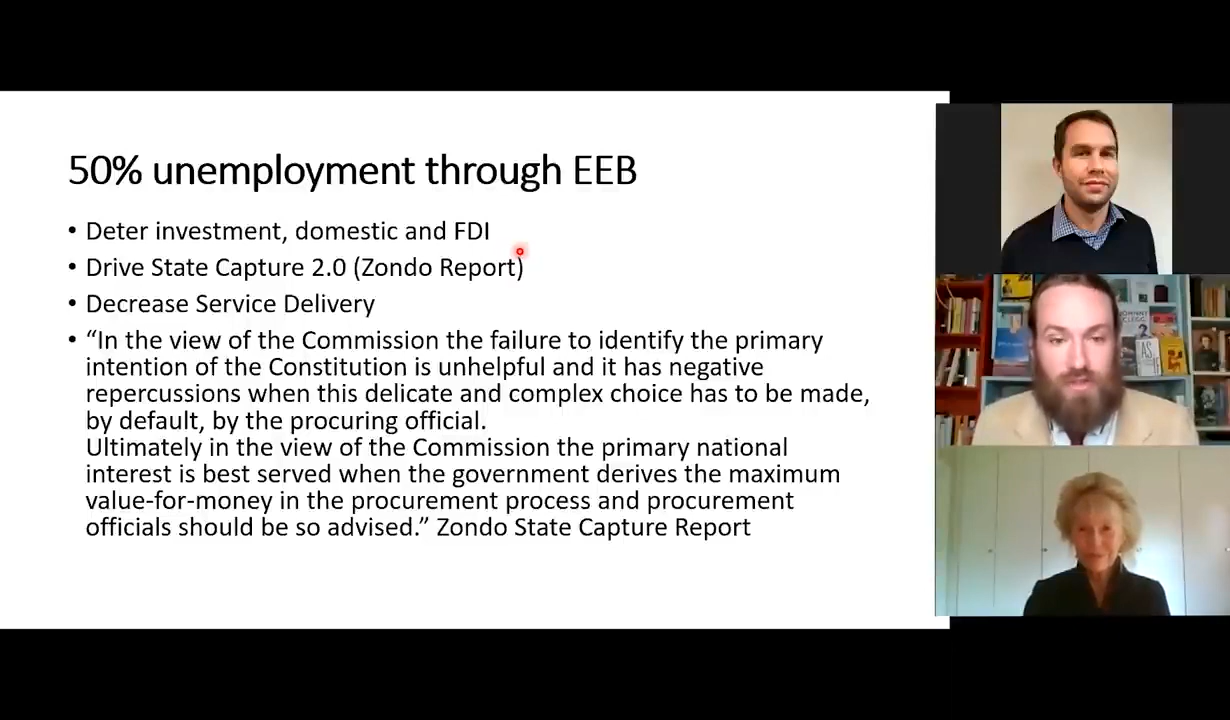 50% unemployment through EEB
• Deter investment, domestic and FDI
• Drive State Capture 2.0 (Zondo Report)
• Decrease Service Delivery
• “In the view of the Commission the failure to identify the primary
intention of the Constitution is unhelpful and it has negative
repercussions when this delicate and complex choice has to be made,
by default, by the procuring official.
Ultimately in the view of the Commission the primary national
interest is best served when the government derives the maximum
value-for-money in the procurement process and procurement
officials should be so advised.” Zondo State Capture Report
JOHNNY
CLEGG